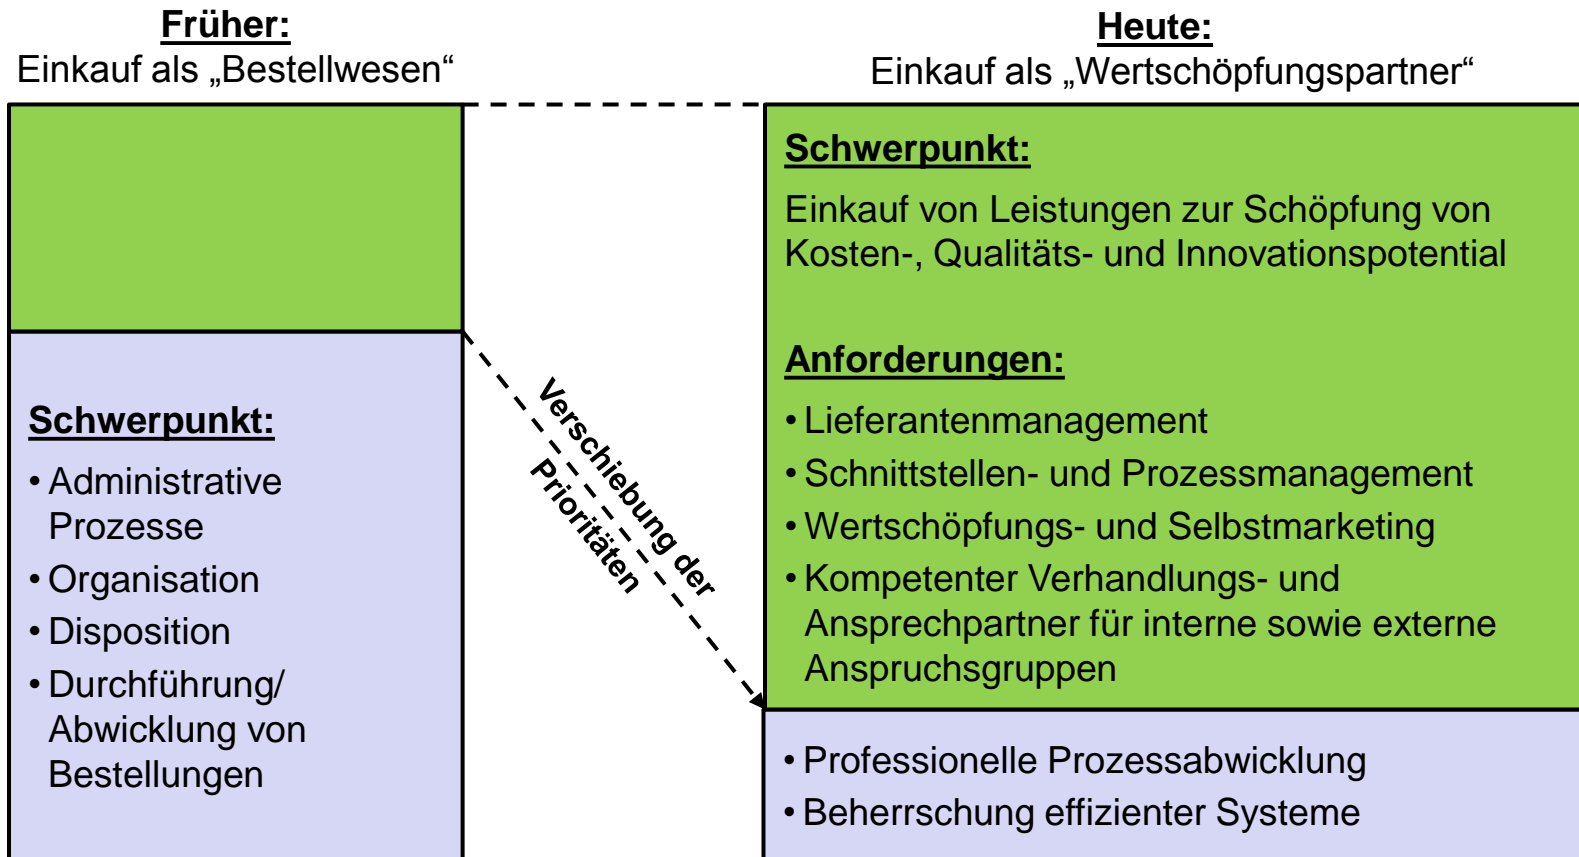 Früher:
Einkauf als „Bestellwesen“
Schwerpunkt:
• Administrative
Prozesse
• Organisation
• Disposition
• Durchführung/
Abwicklung von
Bestellungen
Verschiebung der
Prioritäten
Heute:
Einkauf als „Wertschöpfungspartner“
Schwerpunkt:
Einkauf von Leistungen zur Schöpfung von
Kosten-, Qualitäts- und Innovationspotential
Anforderungen:
• Lieferantenmanagement
• Schnittstellen- und Prozessmanagement
• Wertschöpfungs- und Selbstmarketing
• Kompetenter Verhandlungs- und
Ansprechpartner für interne sowie externe
Anspruchsgruppen
• Professionelle Prozessabwicklung
• Beherrschung effizienter Systeme